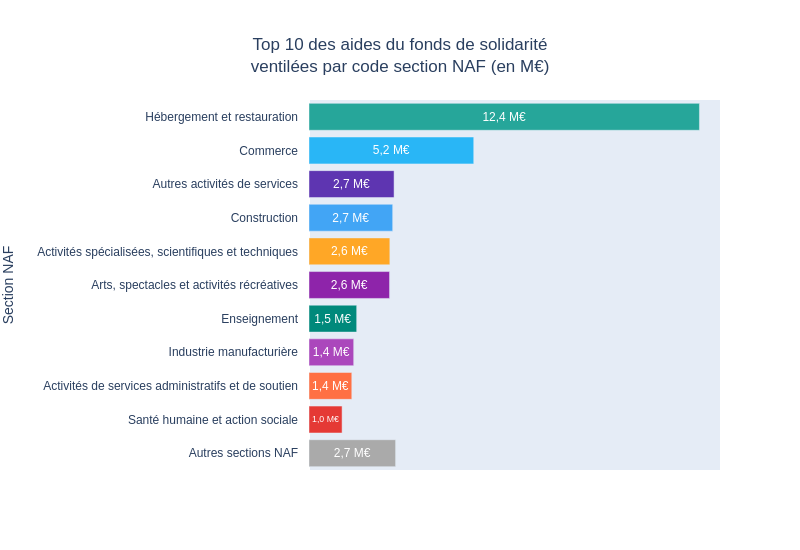 Top 10 des aides du fonds de solidarité
ventilées par code section NAF (en M€)
Section NAF
Hébergement et restauration 12,4 M€
Commerce 5,2 M€
Autres activités de services 2,7 M€
Construction 2,7 M€
Activités spécialisées, scientifiques et techniques 2,6 M€
Arts, spectacles et activités récréatives 2,6 M€
Enseignement 1,5 M€
Industrie manufacturière 1,4 M€
Activités de services administratifs et de soutien 1,4 M€
Santé humaine et action sociale 1,0 M€
Autres sections NAF 2,7 M€